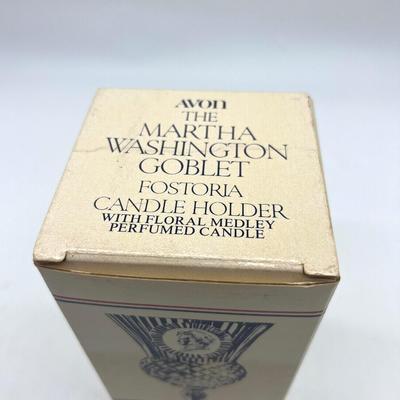 AVON
THE
MARTHA
WASHINGTON
GOBLET
FOSTORIA
CANDLE HOLDER
WITH FLORAL MEDLEY
PERFUMED CANDLE